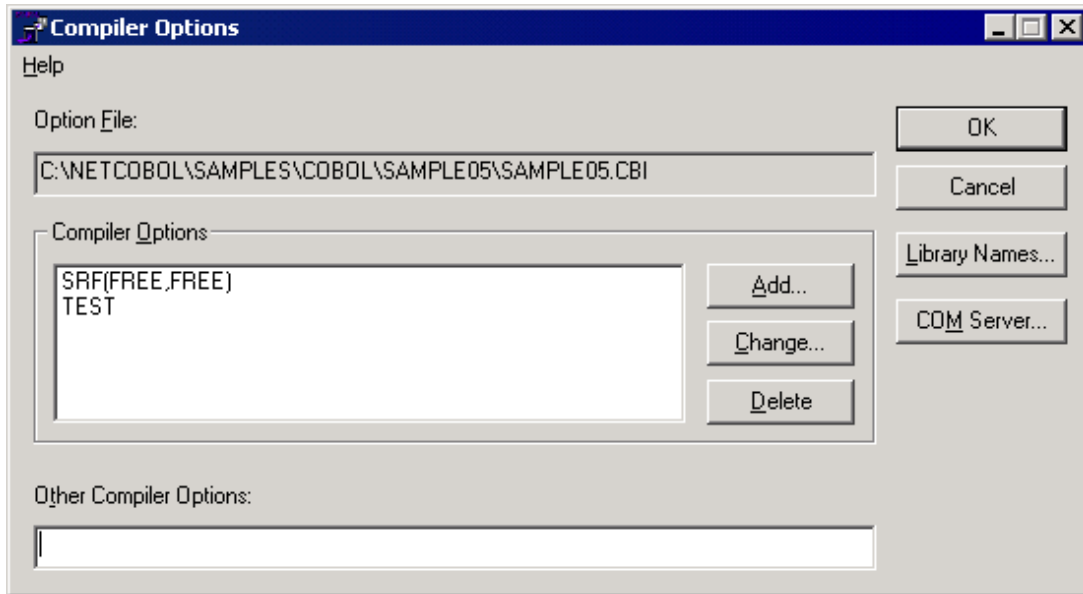 Compiler Options
Help
Option File:
OK
C:\NETCOBOL\SAMPLES\COBOL\SAMPLE05\SAMPLE05.CBI
Cancel
Compiler Options
Library Names...
SRF(FREE,FREE)
TEST
Add...
COM Server...
Change...
Delete
Other Compiler Options: